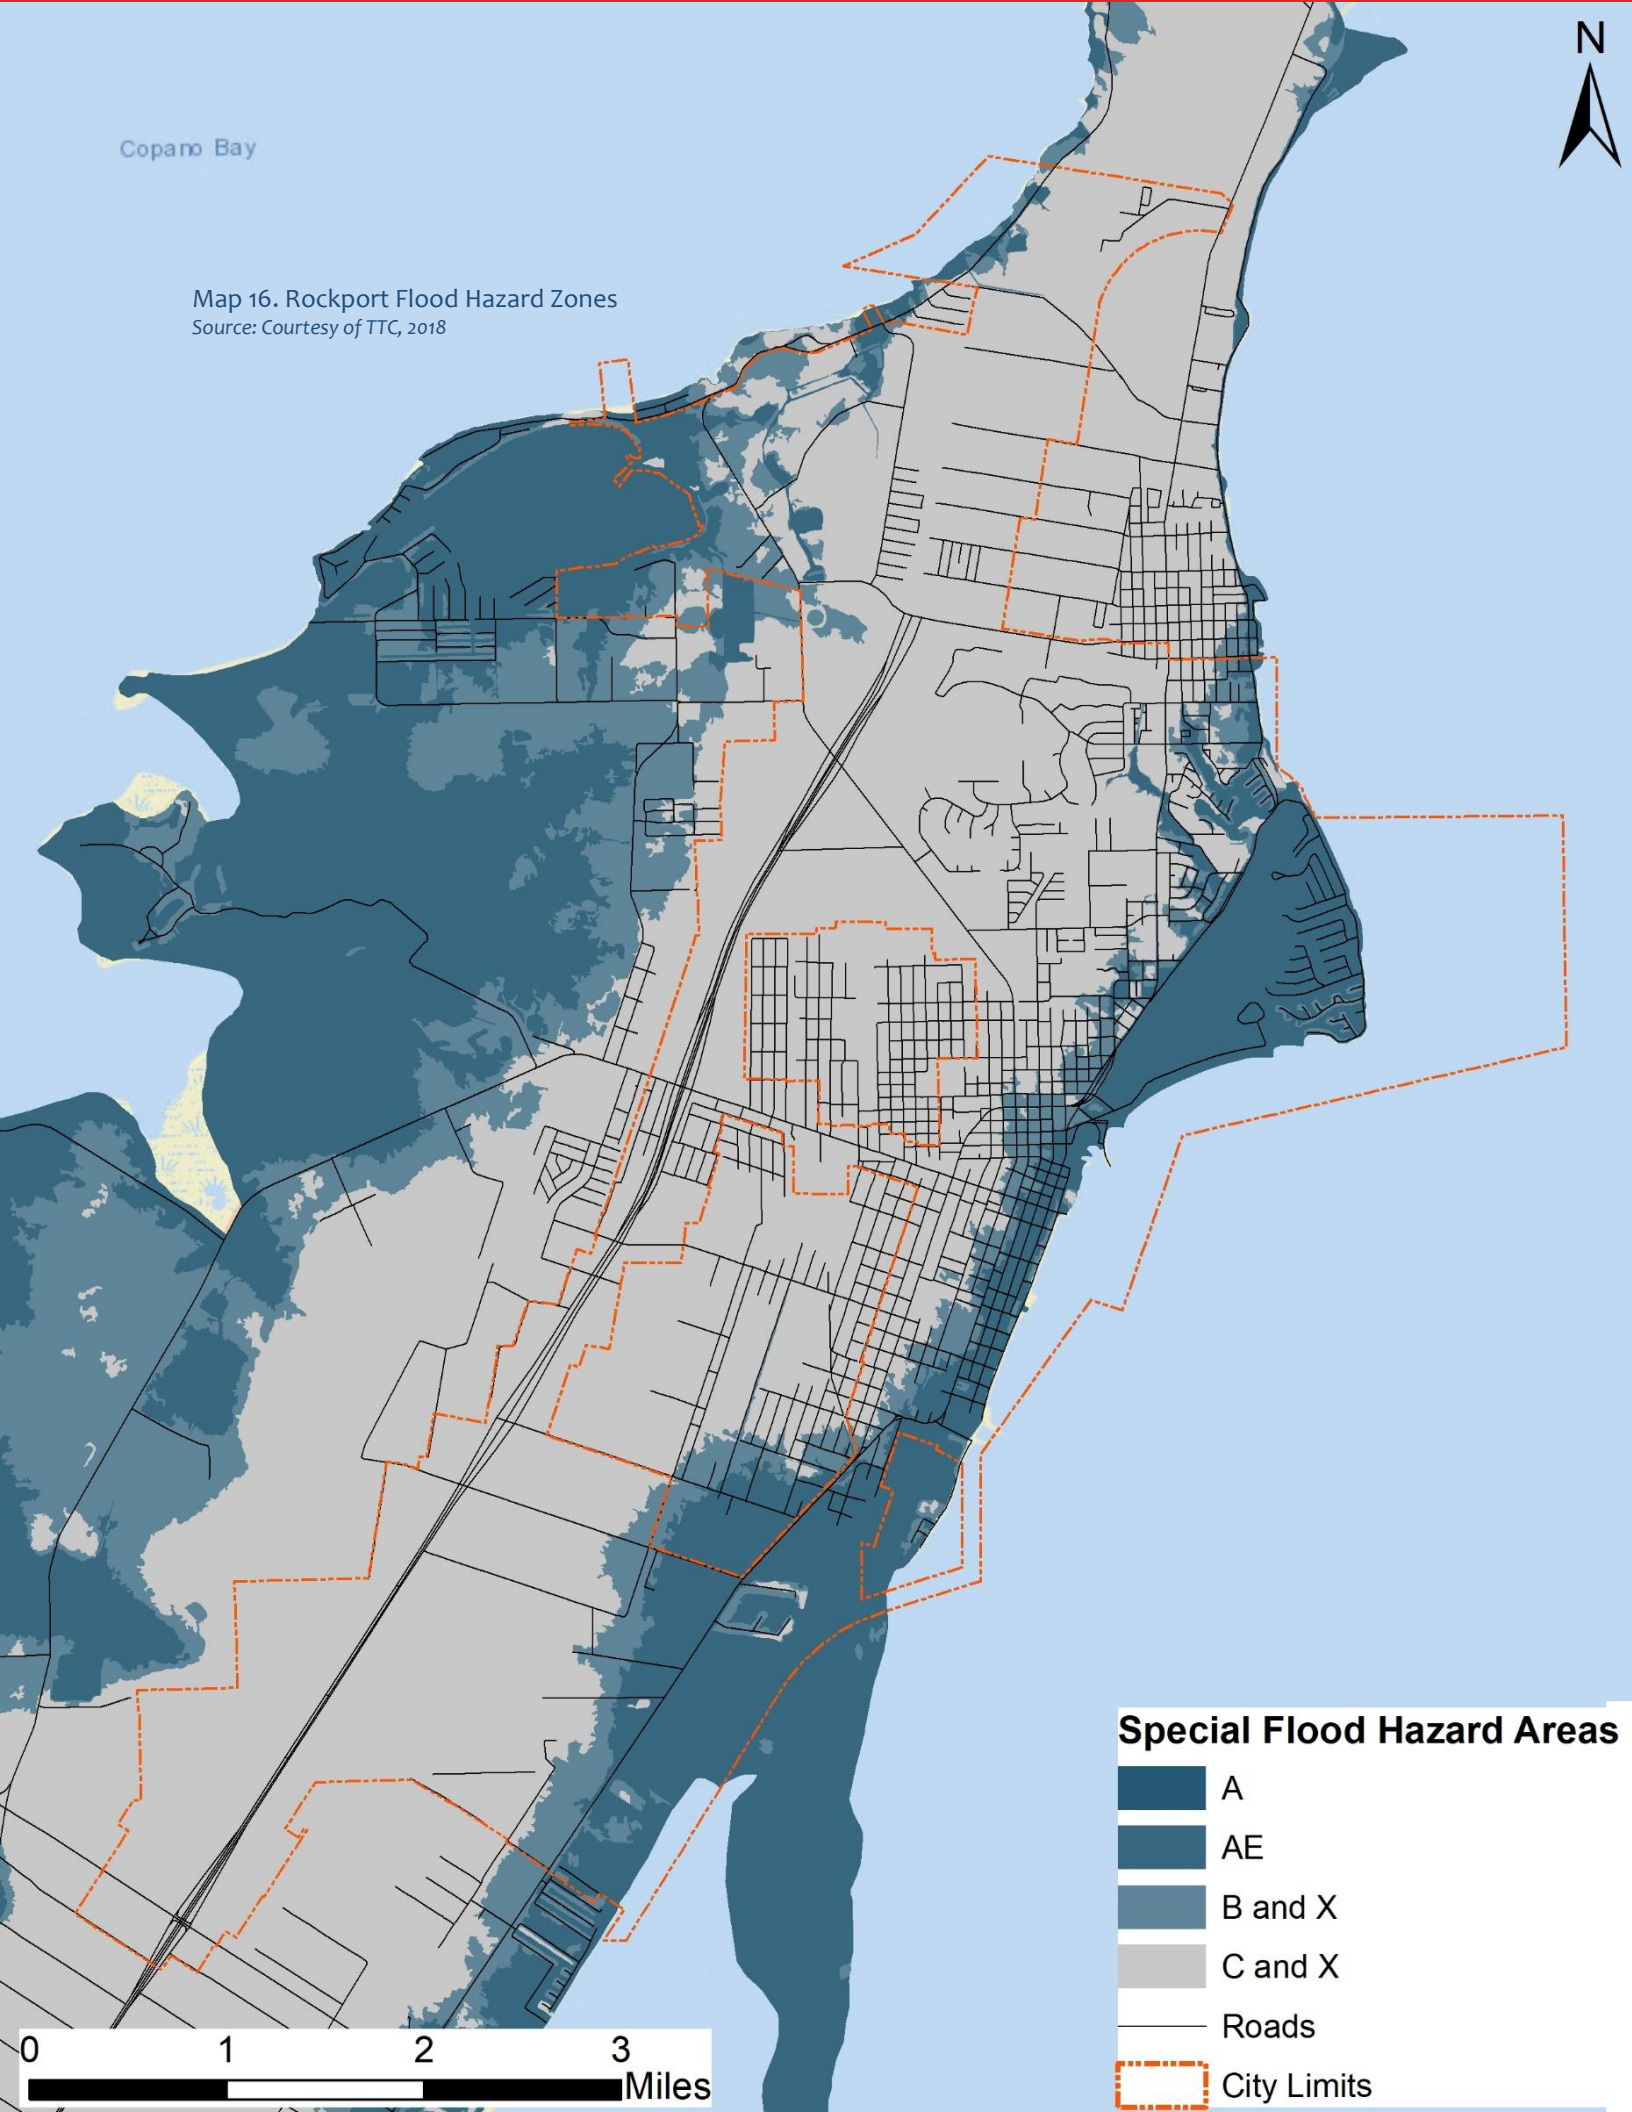 N
Copano Bay
Map 16. Rockport Flood Hazard Zones
Source: Courtesy of TTC, 2018
Special Flood Hazard Areas
A
AE
B and X
C and X
Roads
City Limits
0 1 2 3
Miles